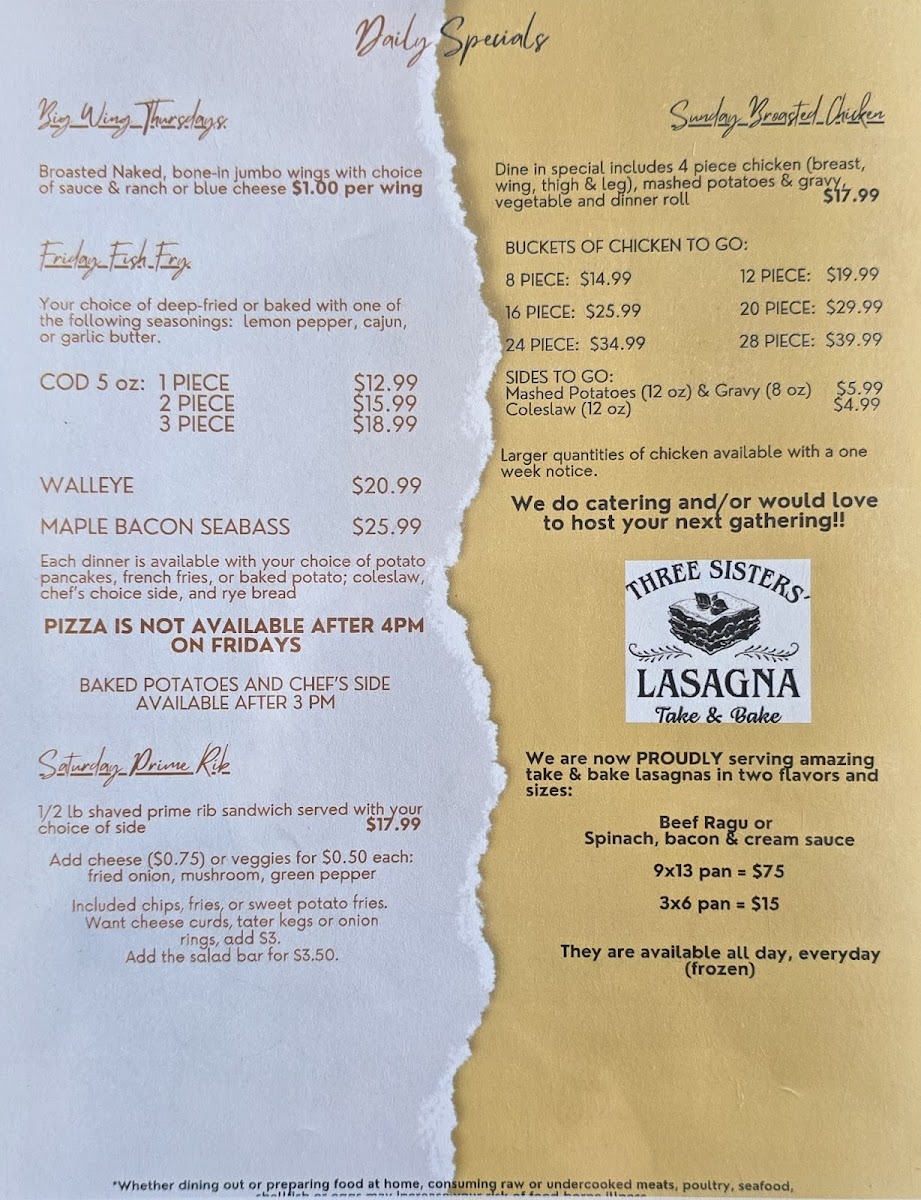 Daily Specials
Big Wing Thursdays
Broasted Naked, bone-in jumbo wings with choice
of sauce & ranch or blue cheese $1.00 per wing
Friday Fish Fry
Your choice of deep-fried or baked with one of
the following seasonings: lemon pepper, cajun,
or garlic butter.
COD 5 oz: 1 PIECE $12.99
2 PIECE $15.99
3 PIECE $18.99
WALLEYE $20.99
MAPLE BACON SEABASS $25.99
Each dinner is available with your choice of potato
pancakes, french fries, or baked potato; coleslaw,
chef's choice side, and rye bread
PIZZA IS NOT AVAILABLE AFTER 4PM
ON FRIDAYS
BAKED POTATOES AND CHEF'S SIDE
AVAILABLE AFTER 3 PM
Saturday Prime Rib
1/2 lb shaved prime rib sandwich served with your
choice of side $17.99
Add cheese ($0.75) or veggies for $0.50 each:
fried onion, mushroom, green pepper
Included chips, fries, or sweet potato fries.
Want cheese curds, tater kegs or onion
rings, add $3.
Add the salad bar for $3.50.
Sunday Broasted Chicken
Dine in special includes 4 piece chicken (breast,
wing, thigh & leg), mashed potatoes & gravy,
vegetable and dinner roll $17.99
BUCKETS OF CHICKEN TO GO:
8 PIECE: $14.99 12 PIECE: $19.99
16 PIECE: $25.99 20 PIECE: $29.99
24 PIECE: $34.99 28 PIECE: $39.99
SIDES TO GO:
Mashed Potatoes (12 oz) & Gravy (8 oz) $5.99
Coleslaw (12 oz) $4.99
Larger quantities of chicken available with a one
week notice.
We do catering and/or would love
to host your next gathering!!
THREE SISTERS'
LASAGNA
Take & Bake
We are now PROUDLY serving amazing
take & bake lasagnas in two flavors and
sizes:
Beef Ragu or
Spinach, bacon & cream sauce
9x13 pan = $75
3x6 pan = $15
They are available all day, everyday
(frozen)
*Whether dining out or preparing food at home, consuming raw or undercooked meats, poultry, seafood,